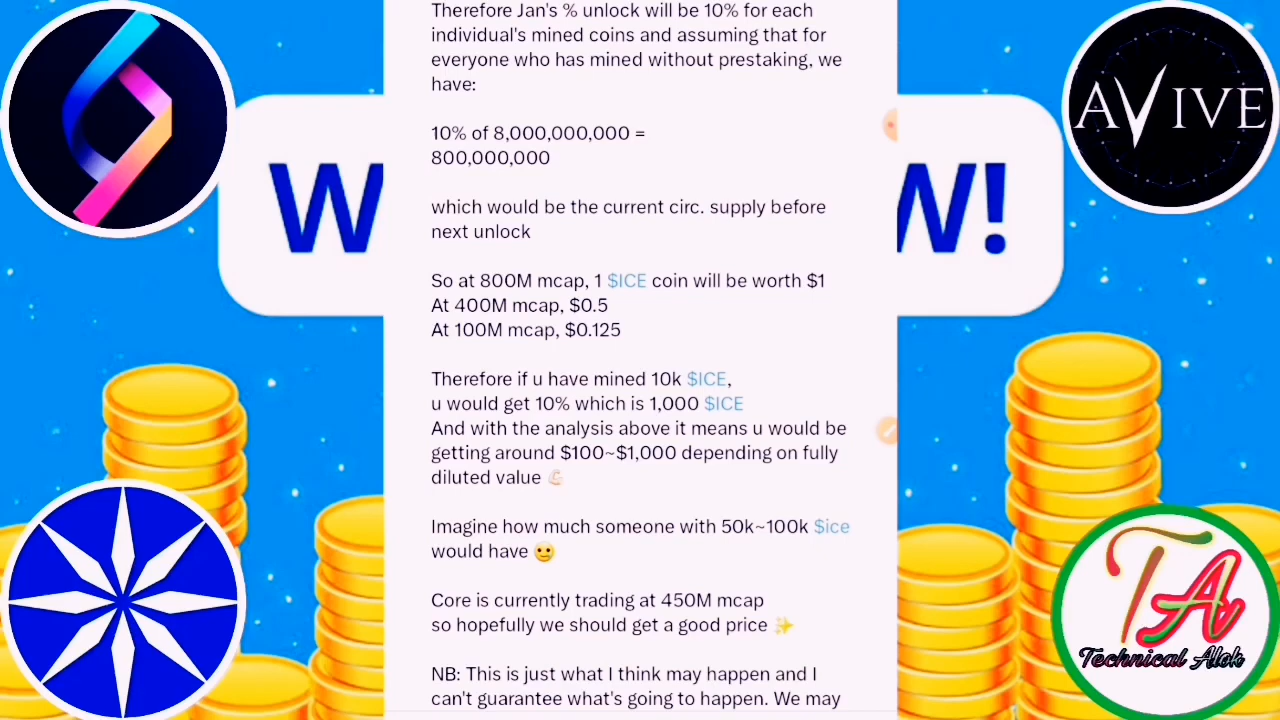 Therefore Jan's % unlock will be 10% for each
individual's mined coins and assuming that for
everyone who has mined without prestaking, we
have:
10% of 8,000,000,000 =
800,000,000
which would be the current circ. supply before
next unlock
So at 800M mcap, 1 $ICE coin will be worth $1
At 400M mcap, $0.5
At 100M mcap, $0.125
Therefore if u have mined 10k $ICE,
u would get 10% which is 1,000 $ICE
And with the analysis above it means u would be
getting around $100~$1,000 depending on fully
diluted value 💪🏻
Imagine how much someone with 50k~100k $ice
would have 🙂
Core is currently trading at 450M mcap
so hopefully we should get a good price ✨
NB: This is just what I think may happen and I
can't guarantee what's going to happen. We may
W
W!
AVIVE
TA
Technical Alok